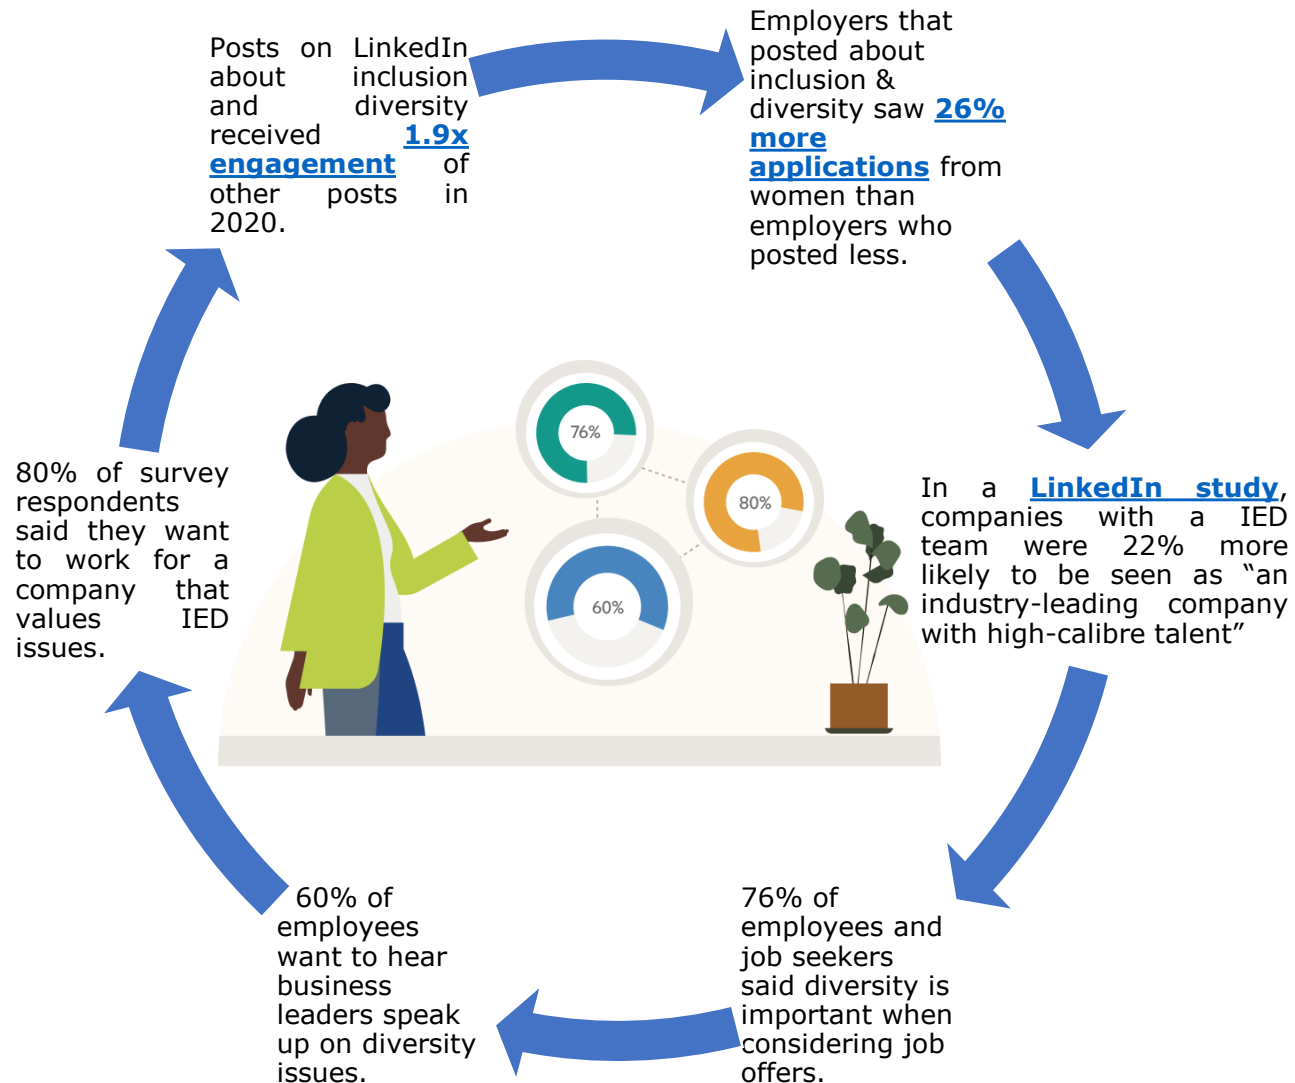 Posts on LinkedIn
about inclusion
and diversity
received 1.9x
engagement of
other posts in
2020.
Employers that
posted about
inclusion &
diversity saw 26%
more
applications from
women than
employers who
posted less.
In a LinkedIn study,
companies with a IED
team were 22% more
likely to be seen as “an
industry-leading company
with high-calibre talent”
76% of
employees and
job seekers
said diversity is
important when
considering job
offers.
60% of
employees
want to hear
business
leaders speak
up on diversity
issues.
80% of survey
respondents
said they want
to work for a
company that
values IED
issues.
76%
80%
60%